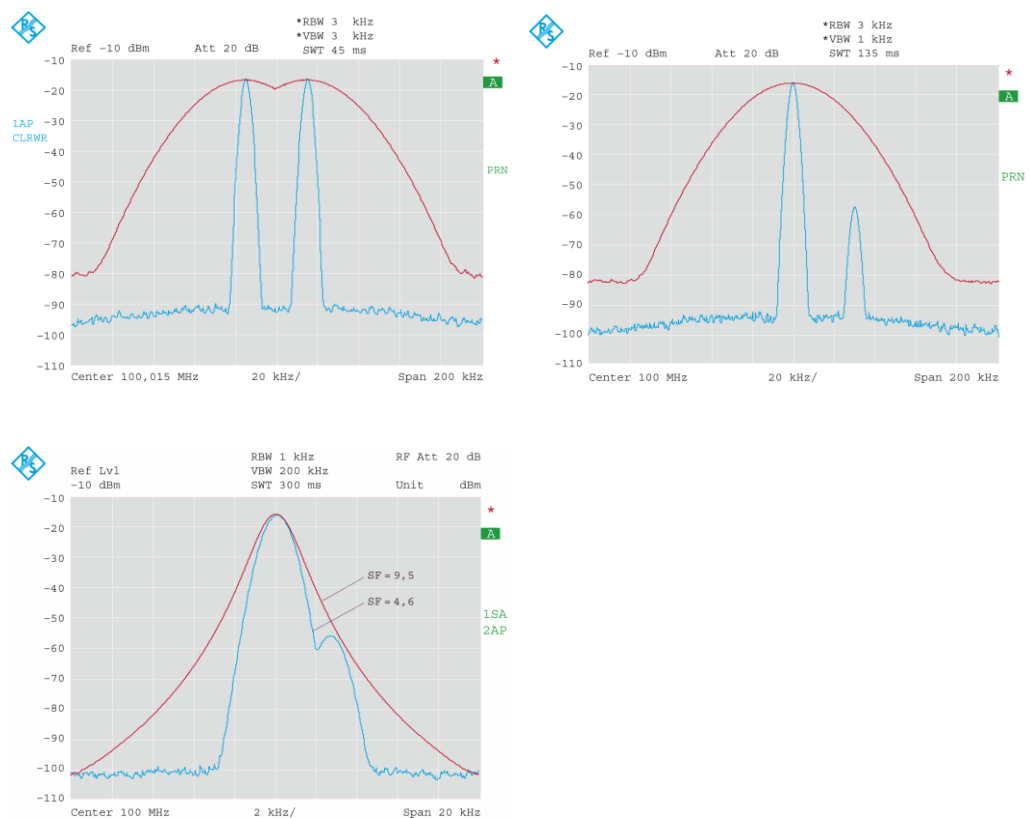 R S
*RBW 3 kHz
*VBW 3 kHz
Ref -10 dBm Att 20 dB SWT 45 ms
-10
*
A
-20
-30
1AP
CLRWR
-40
PRN
-50
-60
-70
-80
-90
-100
-110
Center 100,015 MHz 20 kHz/ Span 200 kHz
R S
*RBW 3 kHz
*VBW 1 kHz
Ref -10 dBm Att 20 dB SWT 135 ms
-10
*
A
-20
-30
-40
PRN
-50
-60
-70
-80
-90
-100
-110
Center 100 MHz 20 kHz/ Span 200 kHz
R S
RBW 1 kHz RF Att 20 dB
Ref Lvl VBW 200 kHz
-10 dBm SWT 300 ms Unit dBm
-10
*
A
-20
-30
SF = 9,5
-40
SF = 4,6
1SA
-50
2AP
-60
-70
-80
-90
-100
-110
Center 100 MHz 2 kHz/ Span 20 kHz